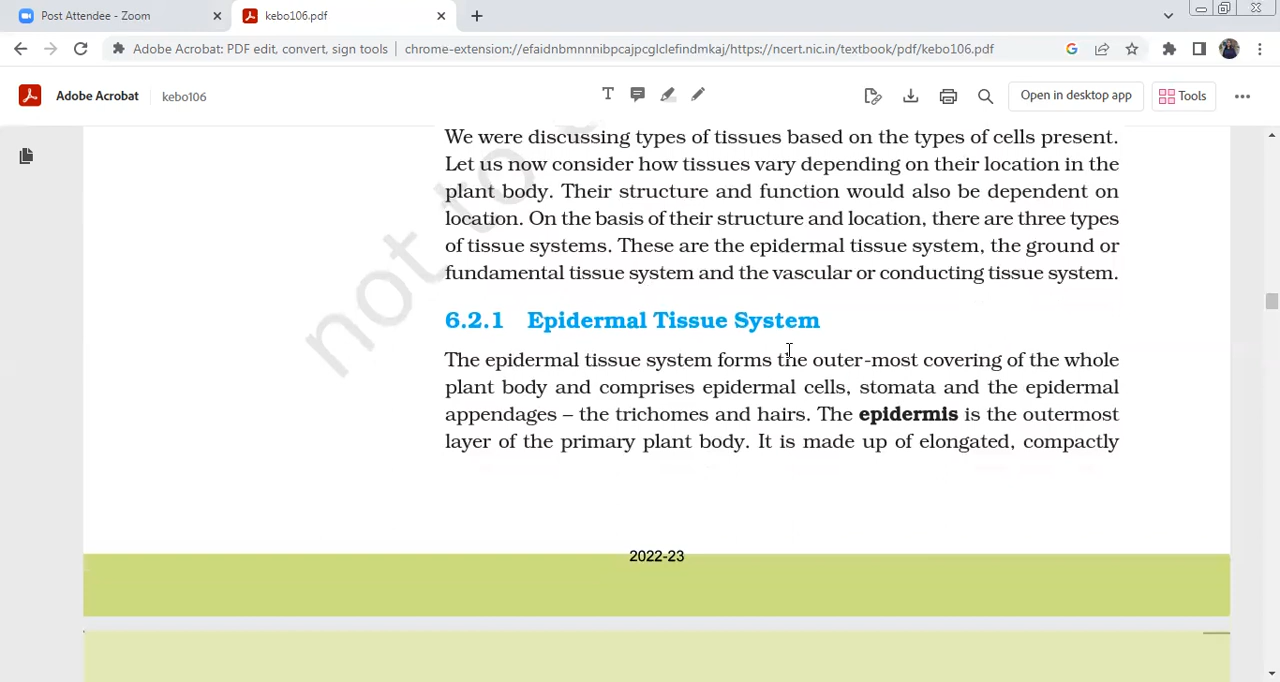 Post Attendee - Zoom
kebo106.pdf
Adobe Acrobat: PDF edit, convert, sign tools | chrome-extension://efaidnbmnnnibpcajpcglclefindmkaj/https://ncert.nic.in/textbook/pdf/kebo106.pdf
Adobe Acrobat
kebo106
Open in desktop app
Tools
We were discussing types of tissues based on the types of cells present.
Let us now consider how tissues vary depending on their location in the
plant body. Their structure and function would also be dependent on
location. On the basis of their structure and location, there are three types
of tissue systems. These are the epidermal tissue system, the ground or
fundamental tissue system and the vascular or conducting tissue system.
6.2.1 Epidermal Tissue System
The epidermal tissue system forms the outer-most covering of the whole
plant body and comprises epidermal cells, stomata and the epidermal
appendages – the trichomes and hairs. The epidermis is the outermost
layer of the primary plant body. It is made up of elongated, compactly
not to
2022-23